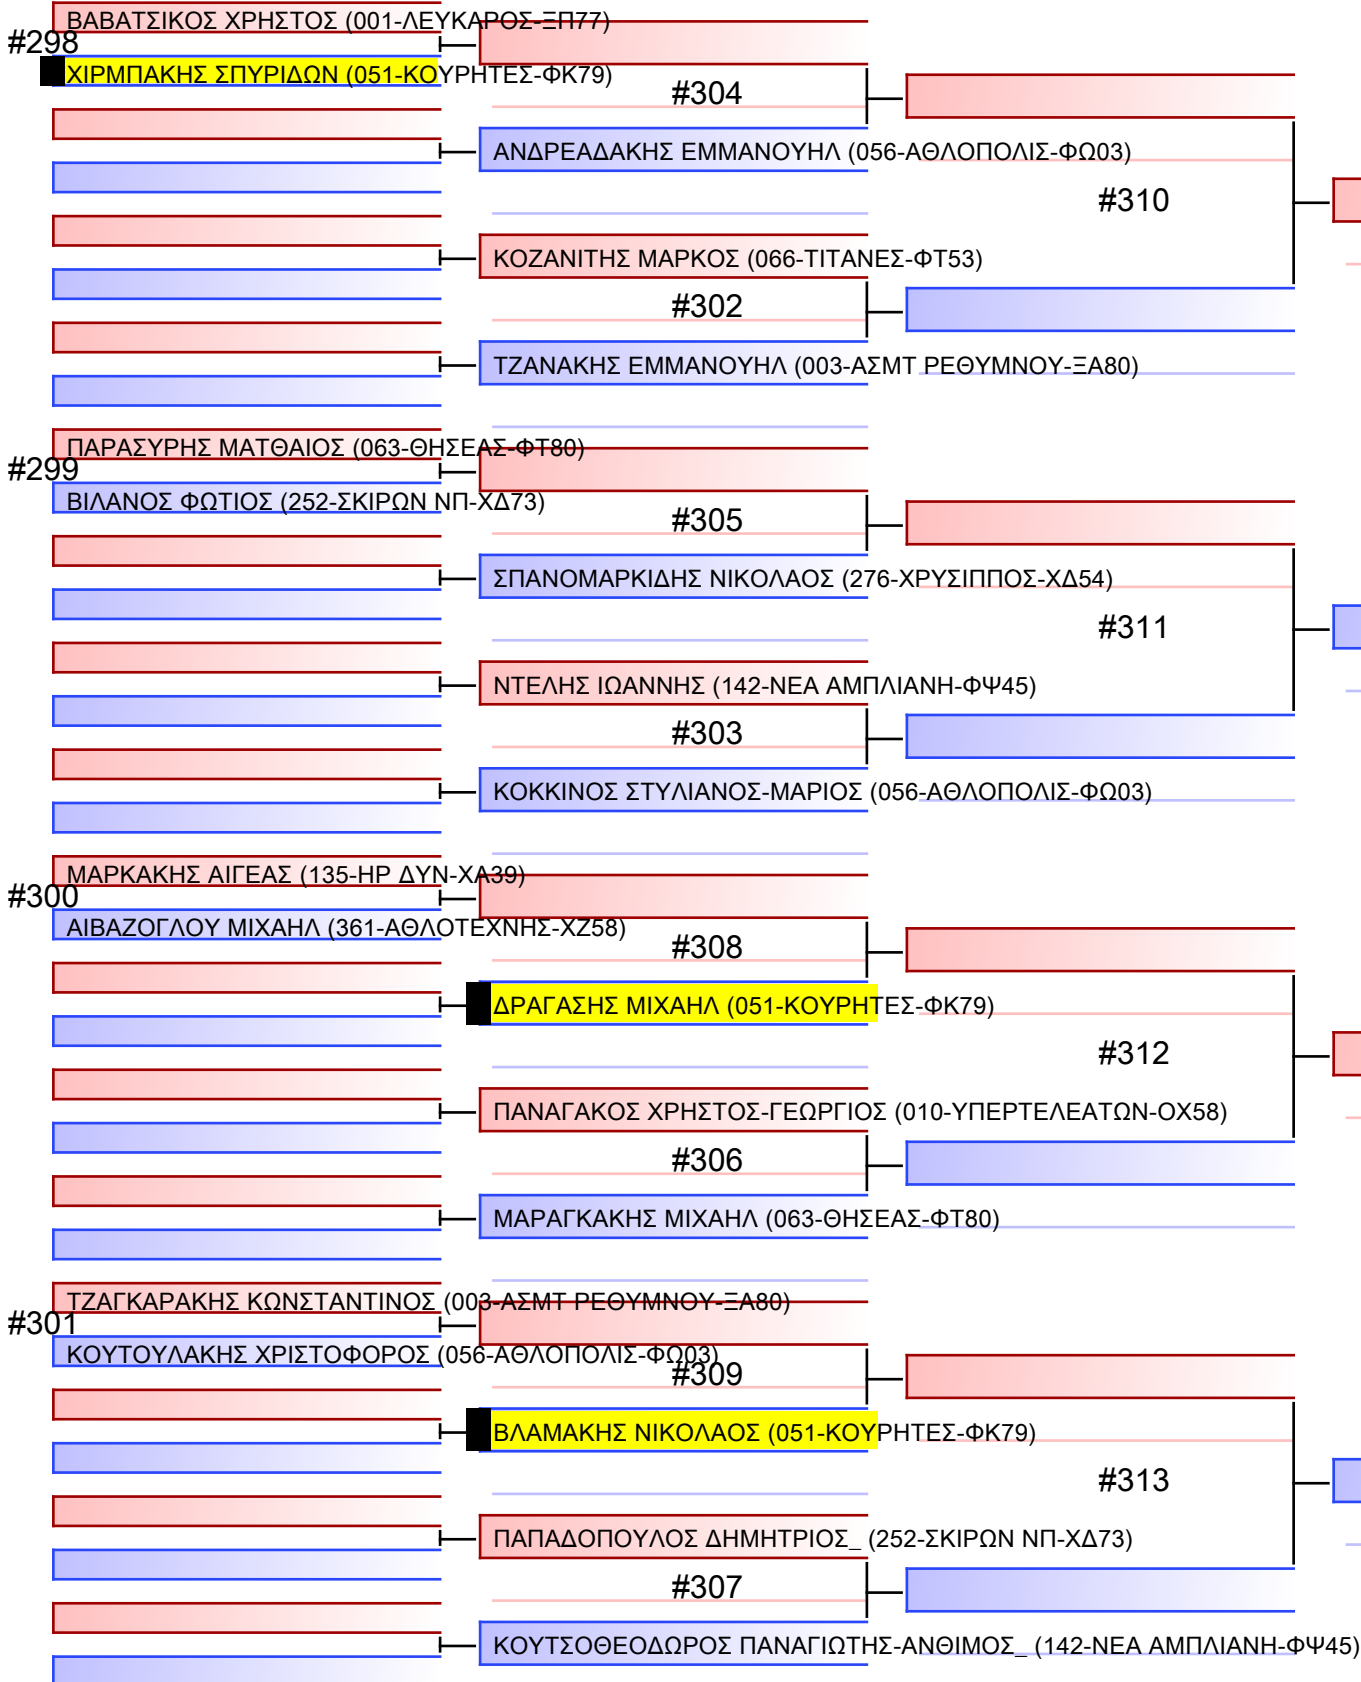 ΒΑΒΑΤΣΙΚΟΣ ΧΡΗΣΤΟΣ (001-ΛΕΥΚΑΡΟΣ-ΞΠ77)
#298
ΧΙΡΜΠΑΚΗΣ ΣΠΥΡΙΔΩΝ (051-ΚΟΥΡΗΤΕΣ-ΦΚ79)
#304
ΑΝΔΡΕΑΔΑΚΗΣ ΕΜΜΑΝΟΥΗΛ (056-ΑΘΛΟΠΟΛΙΣ-ΦΩ03)
#310
ΚΟΖΑΝΙΤΗΣ ΜΑΡΚΟΣ (066-ΤΙΤΑΝΕΣ-ΦΤ53)
#302
ΤΖΑΝΑΚΗΣ ΕΜΜΑΝΟΥΗΛ (003-ΑΣΜΤ ΡΕΘΥΜΝΟΥ-ΞΑ80)
ΠΑΡΑΣΥΡΗΣ ΜΑΤΘΑΙΟΣ (063-ΘΗΣΕΑΣ-ΦΤ80)
#299
ΒΙΛΑΝΟΣ ΦΩΤΙΟΣ (252-ΣΚΙΡΩΝ ΝΠ-ΧΔ73)
#305
ΣΠΑΝΟΜΑΡΚΙΔΗΣ ΝΙΚΟΛΑΟΣ (276-ΧΡΥΣΙΠΠΟΣ-ΧΔ54)
#311
ΝΤΕΛΗΣ ΙΩΑΝΝΗΣ (142-ΝΕΑ ΑΜΠΛΙΑΝΗ-ΦΨ45)
#303
ΚΟΚΚΙΝΟΣ ΣΤΥΛΙΑΝΟΣ-ΜΑΡΙΟΣ (056-ΑΘΛΟΠΟΛΙΣ-ΦΩ03)
ΜΑΡΚΑΚΗΣ ΑΙΓΕΑΣ (135-ΗΡ ΔΥΝ-ΧΑ39)
#300
ΑΙΒΑΖΟΓΛΟΥ ΜΙΧΑΗΛ (361-ΑΘΛΟΤΕΧΝΗΣ-ΧΖ58)
#308
ΔΡΑΓΑΣΗΣ ΜΙΧΑΗΛ (051-ΚΟΥΡΗΤΕΣ-ΦΚ79)
#312
ΠΑΝΑΓΑΚΟΣ ΧΡΗΣΤΟΣ-ΓΕΩΡΓΙΟΣ (010-ΥΠΕΡΤΕΛΕΑΤΩΝ-ΟΧ58)
#306
ΜΑΡΑΓΚΑΚΗΣ ΜΙΧΑΗΛ (063-ΘΗΣΕΑΣ-ΦΤ80)
ΤΖΑΓΚΑΡΑΚΗΣ ΚΩΝΣΤΑΝΤΙΝΟΣ (003-ΑΣΜΤ ΡΕΘΥΜΝΟΥ-ΞΑ80)
#301
ΚΟΥΤΟΥΛΑΚΗΣ ΧΡΙΣΤΟΦΟΡΟΣ (056-ΑΘΛΟΠΟΛΙΣ-ΦΩ03)
#309
ΒΛΑΜΑΚΗΣ ΝΙΚΟΛΑΟΣ (051-ΚΟΥΡΗΤΕΣ-ΦΚ79)
#313
ΠΑΠΑΔΟΠΟΥΛΟΣ ΔΗΜΗΤΡΙΟΣ_ (252-ΣΚΙΡΩΝ ΝΠ-ΧΔ73)
#307
ΚΟΥΤΣΟΘΕΟΔΩΡΟΣ ΠΑΝΑΓΙΩΤΗΣ-ΑΝΘΙΜΟΣ_ (142-ΝΕΑ ΑΜΠΛΙΑΝΗ-ΦΨ45)